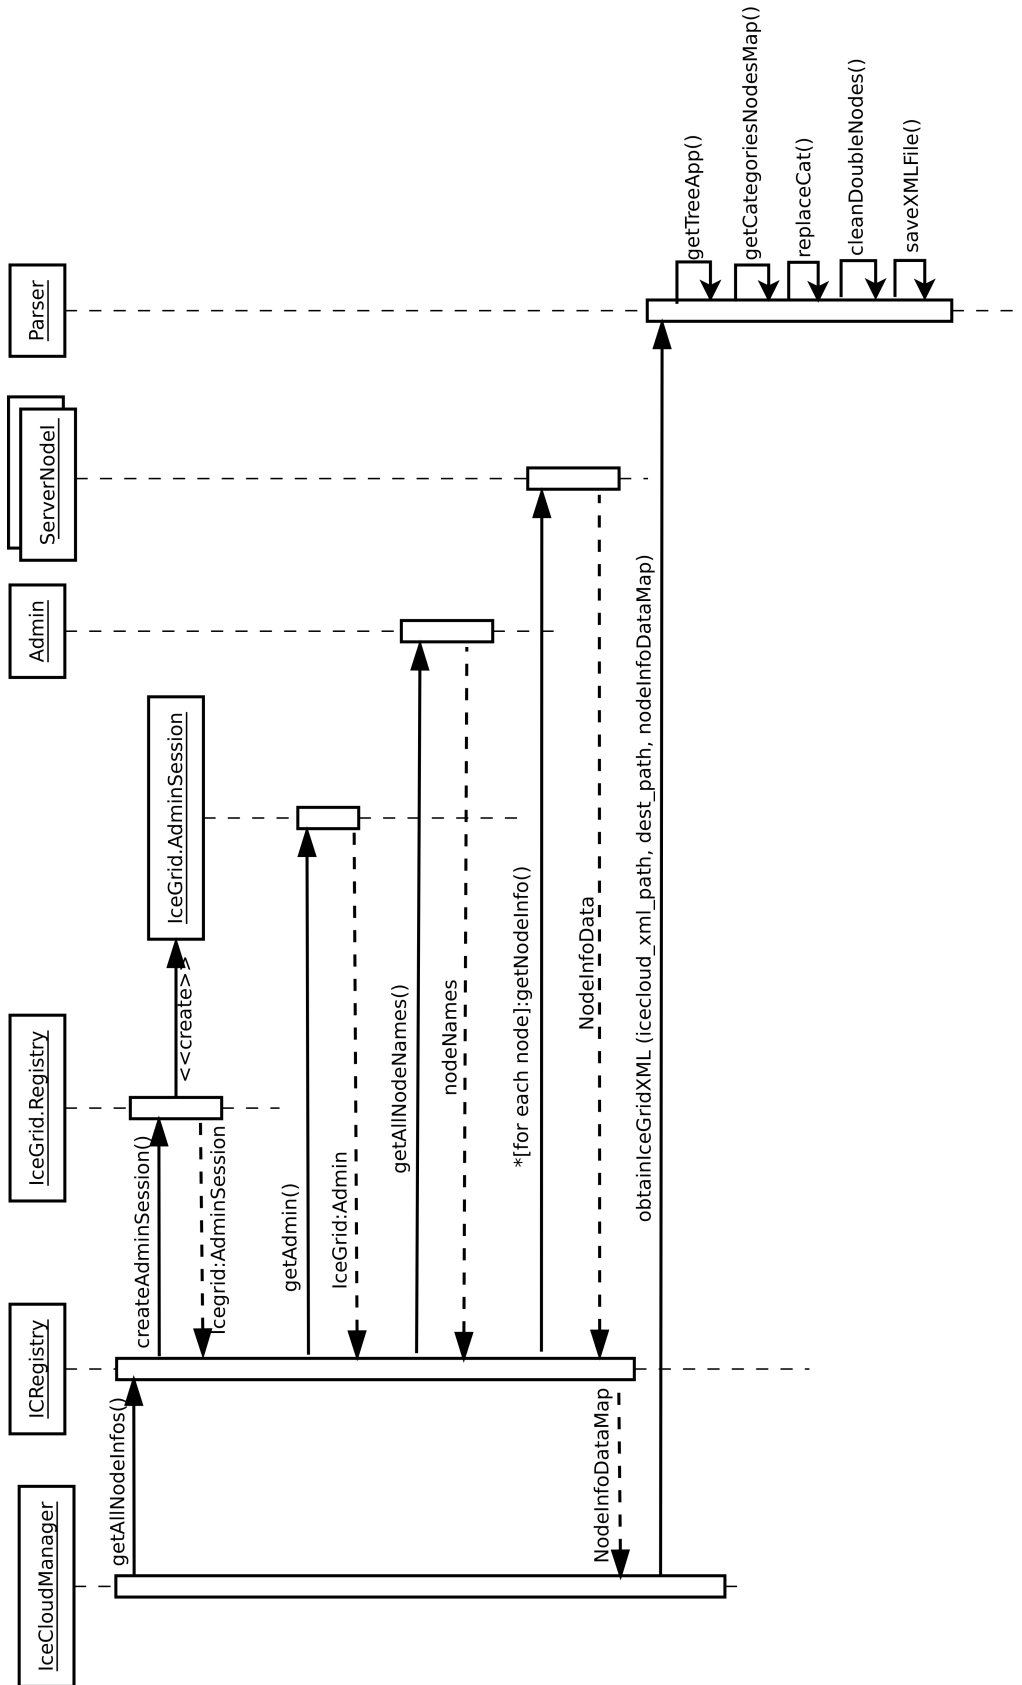 IceCloudManager
ICRegistry
IceGrid.Registry
IceGrid.AdminSession
Admin
ServerNodeI
Parser
getAllNodeInfos()
createAdminSession()
<<create>>
Icegrid:AdminSession
getAdmin()
IceGrid:Admin
getAllNodeNames()
nodeNames
*[for each node]:getNodeInfo()
NodeInfoData
NodeInfoDataMap
obtainIceGridXML (icecloud_xml_path, dest_path, nodeInfoDataMap)
getTreeApp()
getCategoriesNodesMap()
replaceCat()
cleanDoubleNodes()
saveXMLFile()